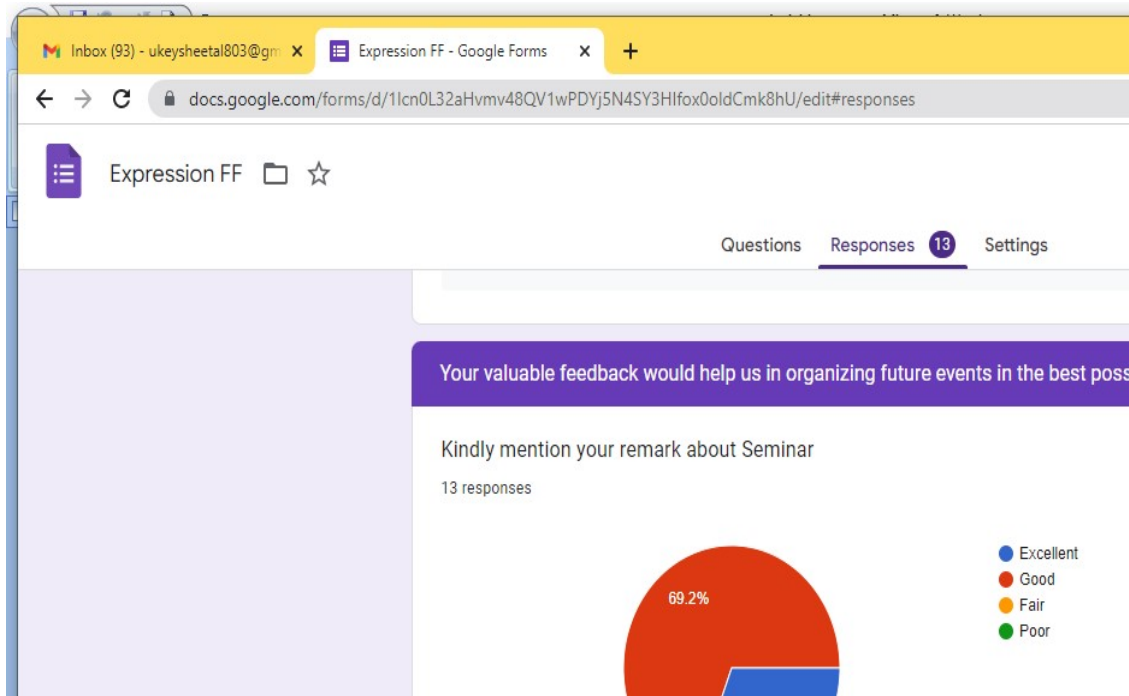 Inbox (93) - ukeysheetal803@gm
Expression FF - Google Forms
docs.google.com/forms/d/1Icn0L32aHvmv48QV1wPDYj5N4SY3HIfox0oldCmk8hU/edit#responses
Expression FF
Questions Responses 13 Settings
Your valuable feedback would help us in organizing future events in the best poss
Kindly mention your remark about Seminar
13 responses
69.2%
Excellent
Good
Fair
Poor